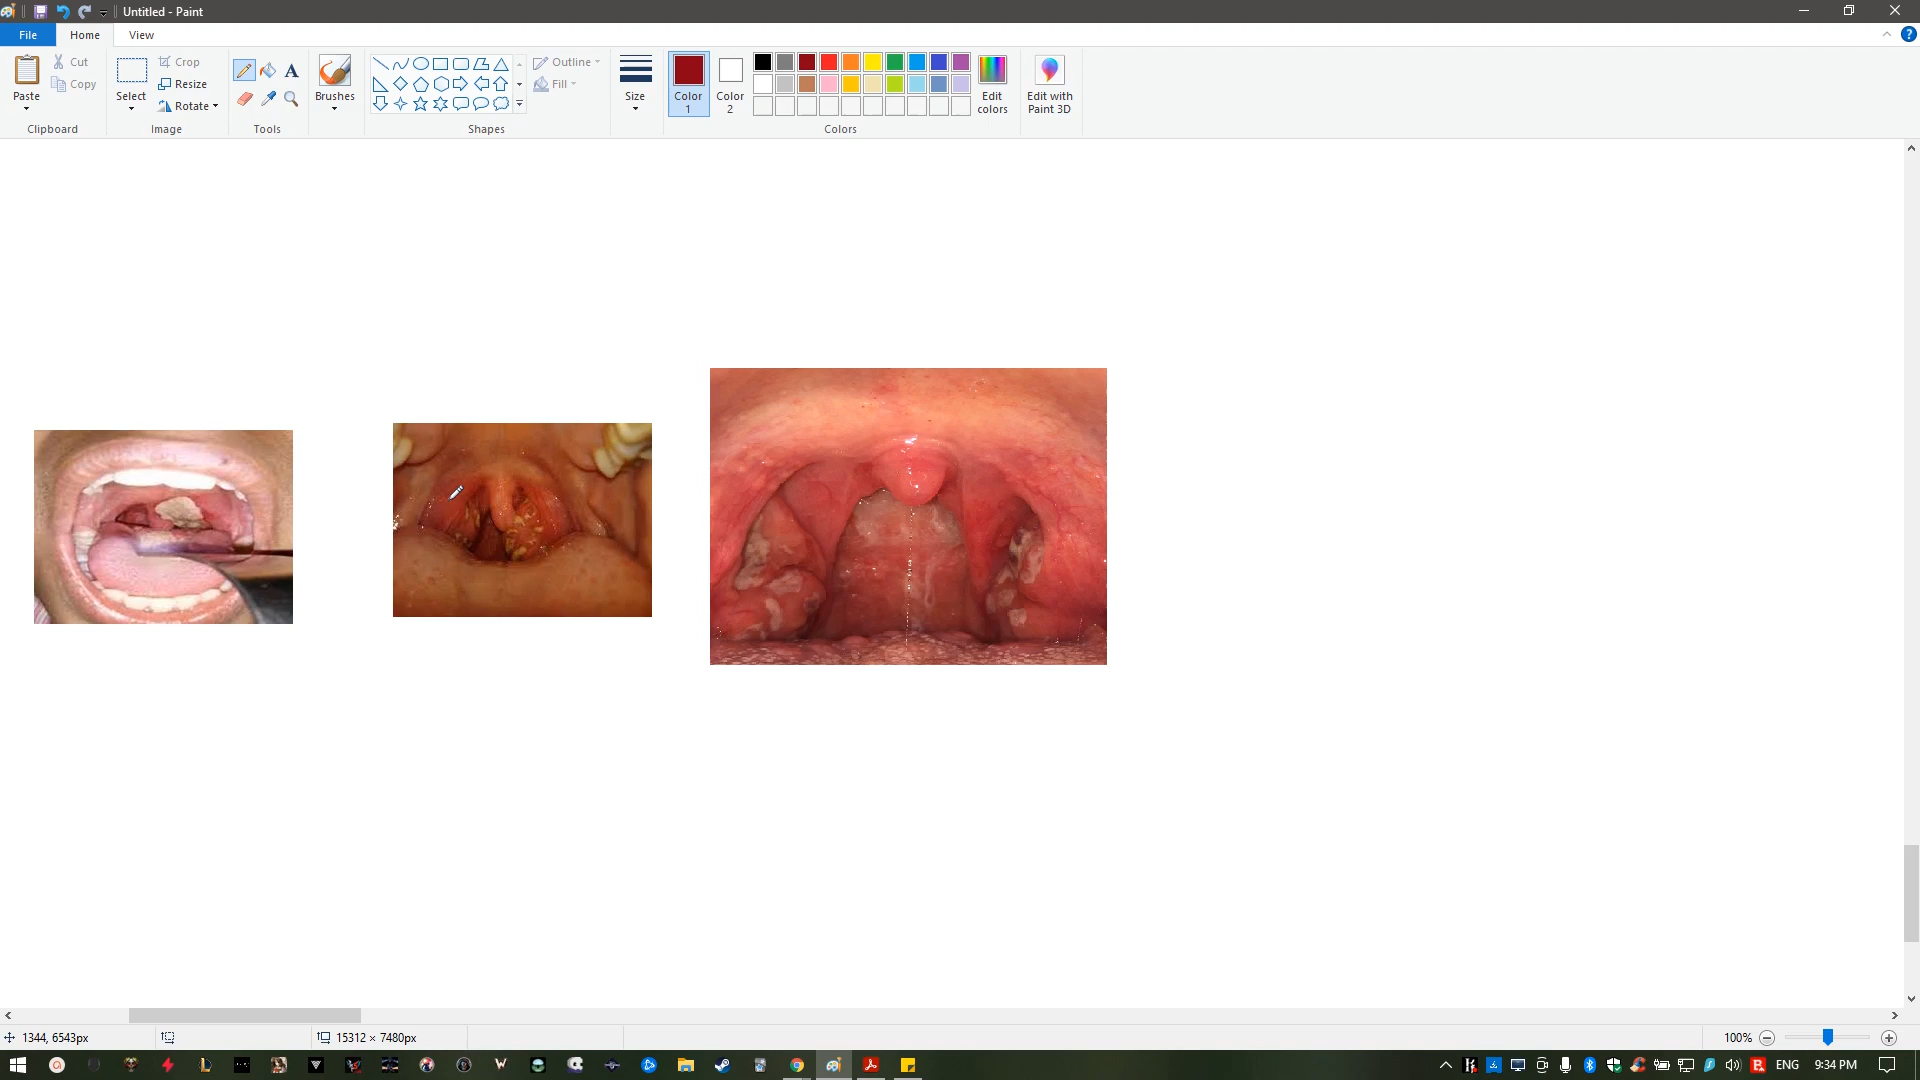 Untitled - Paint
File Home View
Paste
Cut
Copy
Clipboard
Select
Crop
Resize
Rotate
Image
A
Tools
Brushes
Outline
Fill
Shapes
Size
Color 1
Color 2
Edit colors
Colors
Edit with Paint 3D
1344, 6543px
15312 × 7480px
100%
ENG
9:34 PM